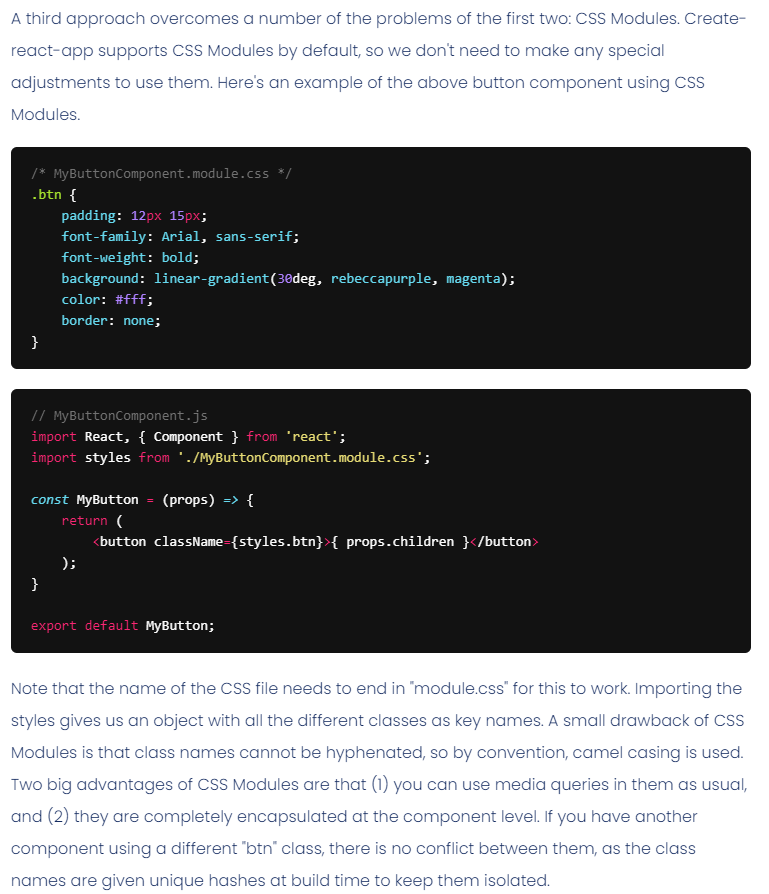 A third approach overcomes a number of the problems of the first two: CSS Modules. Create-
react-app supports CSS Modules by default, so we don't need to make any special
adjustments to use them. Here's an example of the above button component using CSS
Modules.
/* MyButtonComponent.module.css */
.btn {
    padding: 12px 15px;
    font-family: Arial, sans-serif;
    font-weight: bold;
    background: linear-gradient(30deg, rebeccapurple, magenta);
    color: #fff;
    border: none;
}
// MyButtonComponent.js
import React, { Component } from 'react';
import styles from './MyButtonComponent.module.css';
const MyButton = (props) => {
    return (
        <button className={styles.btn}>{ props.children }</button>
    );
}
export default MyButton;
Note that the name of the CSS file needs to end in "module.css" for this to work. Importing the
styles gives us an object with all the different classes as key names. A small drawback of CSS
Modules is that class names cannot be hyphenated, so by convention, camel casing is used.
Two big advantages of CSS Modules are that (1) you can use media queries in them as usual,
and (2) they are completely encapsulated at the component level. If you have another
component using a different "btn" class, there is no conflict between them, as the class
names are given unique hashes at build time to keep them isolated.